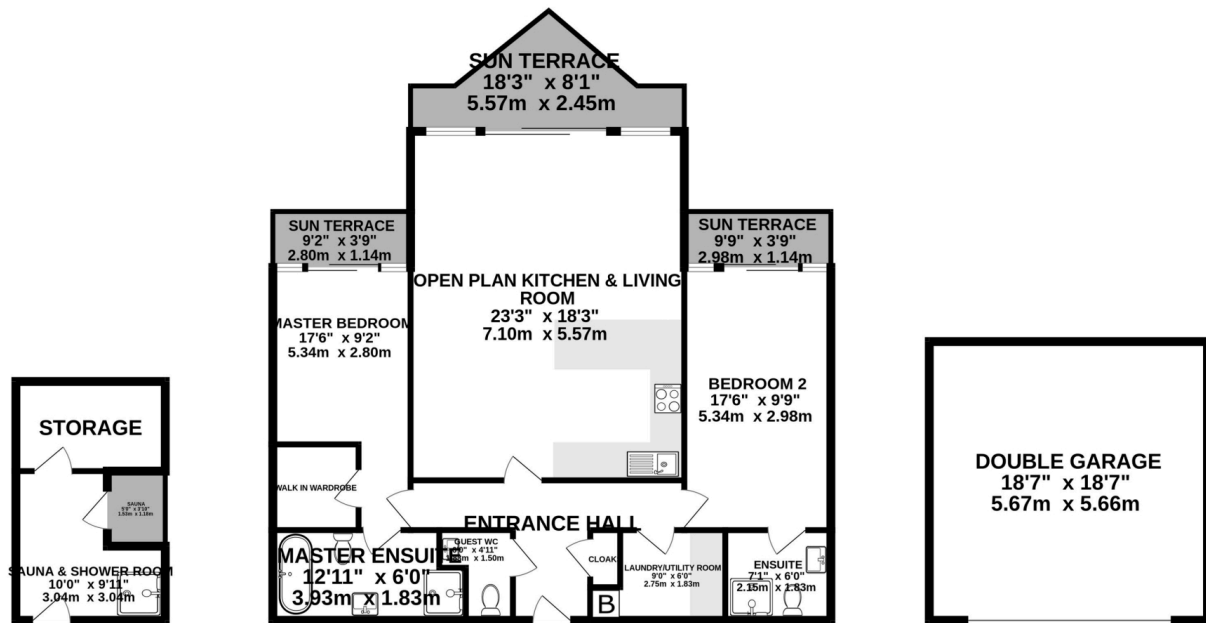 SUN TERRACE
18'3" x 8'1"
5.57m x 2.45m
SUN TERRACE
9'2" x 3'9"
2.80m x 1.14m
SUN TERRACE
9'9" x 3'9"
2.98m x 1.14m
OPEN PLAN KITCHEN & LIVING
ROOM
23'3" x 18'3"
7.10m x 5.57m
MASTER BEDROOM
17'6" x 9'2"
5.34m x 2.80m
BEDROOM 2
17'6" x 9'9"
5.34m x 2.98m
STORAGE
DOUBLE GARAGE
18'7" x 18'7"
5.67m x 5.66m
WALK IN WARDROBE
SAUNA
ENTRANCE HALL
GUEST WC
x 4'11"
x 1.50m
CLOAK
MASTER ENSUITE
12'11" x 6'0"
3.93m x 1.83m
LAUNDRY/UTILITY ROOM
9'0" x 6'0"
2.75m x 1.83m
ENSUITE
7'1" x 6'0"
2.15m x 1.83m
SAUNA & SHOWER ROOM
10'0" x 9'11"
3.04m x 3.04m
B